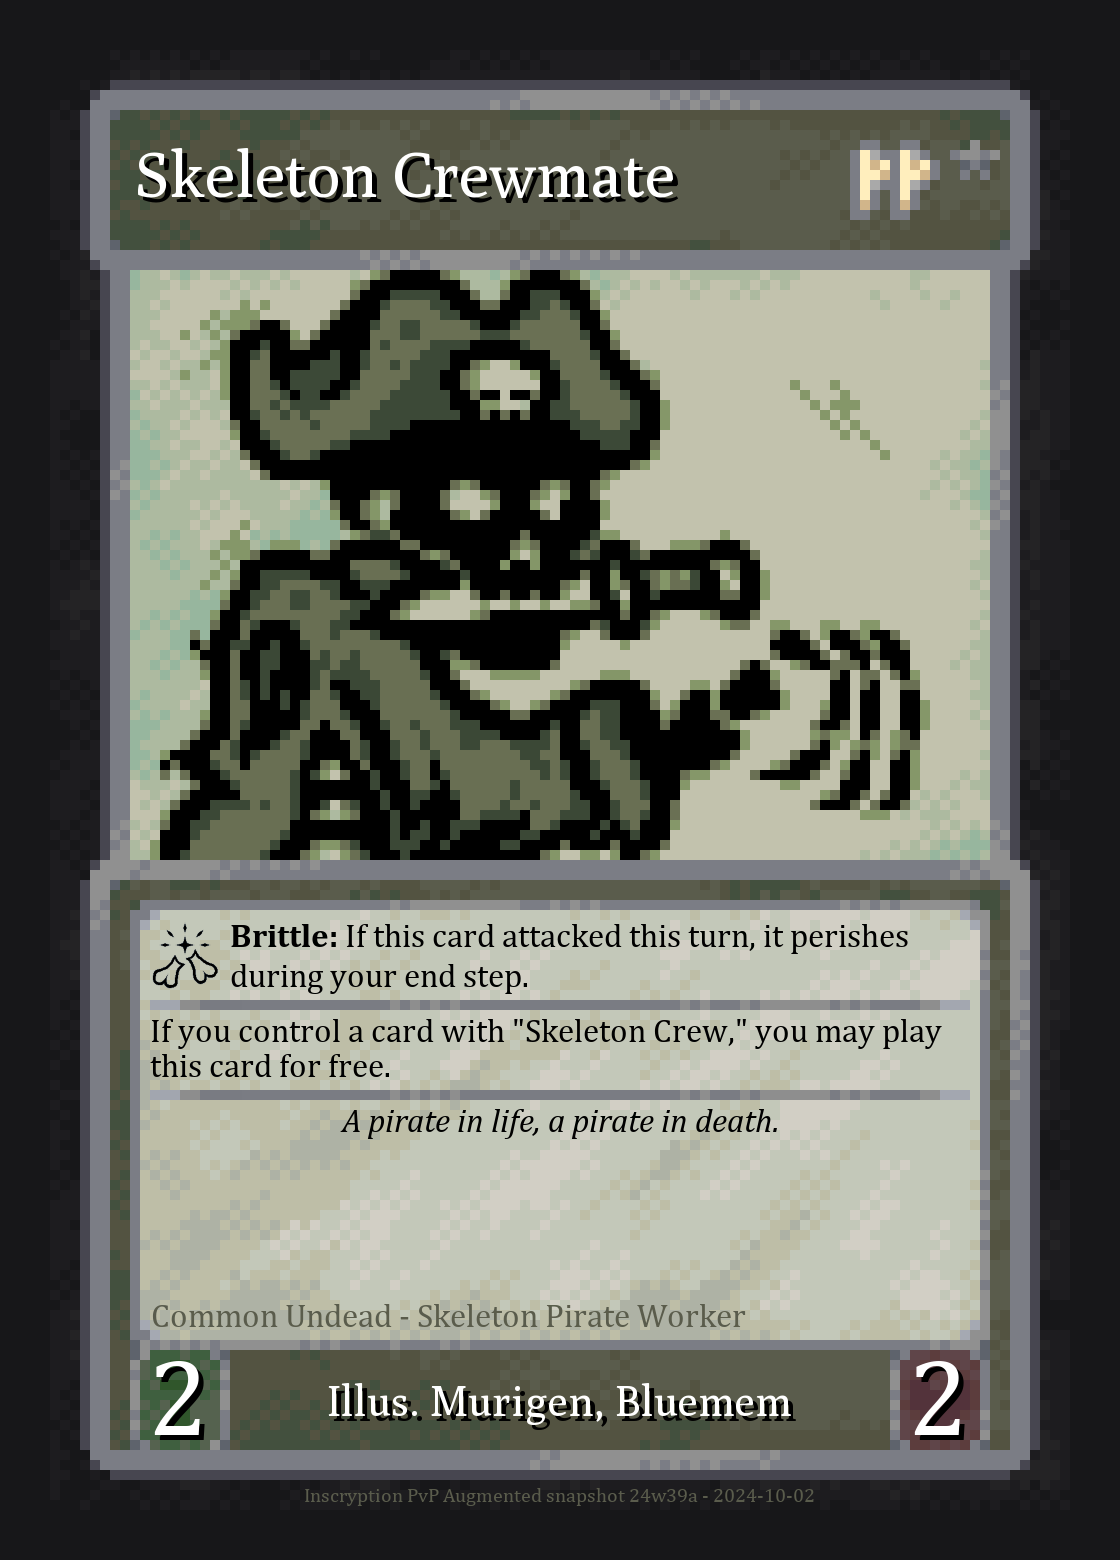 Skeleton Crewmate
Brittle: If this card attacked this turn, it perishes
during your end step.
If you control a card with "Skeleton Crew," you may play
this card for free.
A pirate in life, a pirate in death.
Common Undead - Skeleton Pirate Worker
2
Illus. Murigen, Bluemem
2
Inscryption PvP Augmented snapshot 24w39a - 2024-10-02